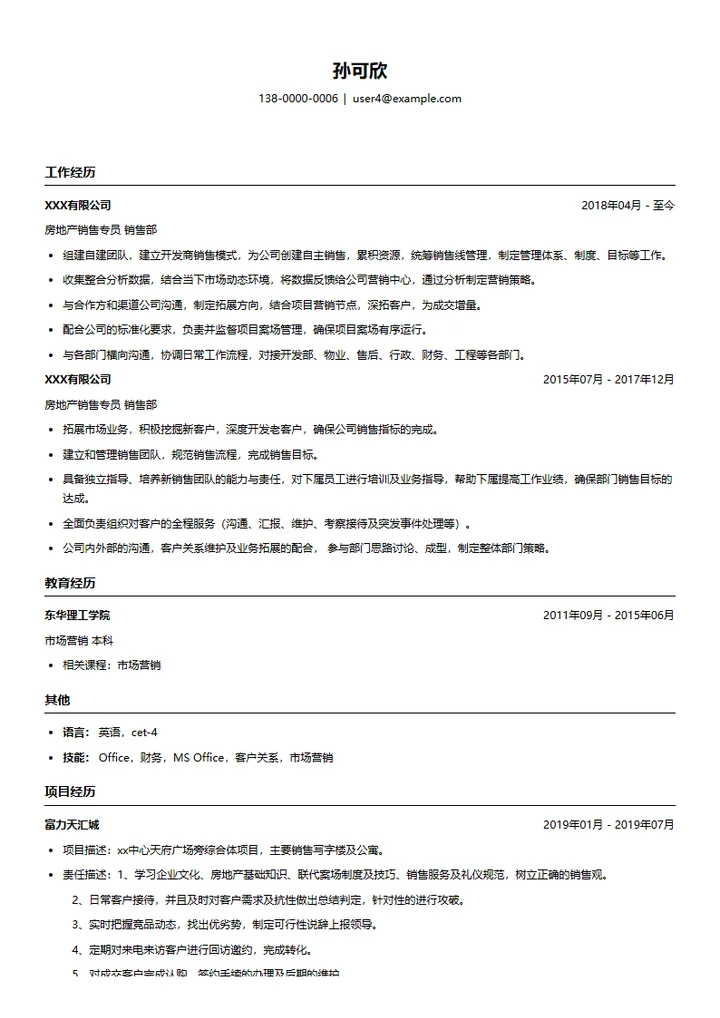 孙可欣
138-0000-0006 | user4@example.com
工作经历
XXX有限公司 2018年04月 - 至今
房地产销售专员 销售部
• 组建自建团队，建立开发商销售模式，为公司创建自主销售，累积资源，统筹销售线管理，制定管理体系、制度、目标等工作。
• 收集整合分析数据，结合当下市场动态环境，将数据反馈给公司营销中心，通过分析制定营销策略。
• 与合作方和渠道公司沟通，制定拓展方向，结合项目营销节点，深拓客户，为成交增量。
• 配合公司的标准化要求，负责并监督项目案场管理，确保项目案场有序运行。
• 与各部门横向沟通，协调日常工作流程，对接开发部、物业、售后、行政、财务、工程等各部门。
XXX有限公司 2015年07月 - 2017年12月
房地产销售专员 销售部
• 拓展市场业务，积极挖掘新客户，深度开发老客户，确保公司销售指标的完成。
• 建立和管理销售团队，规范销售流程，完成销售目标。
• 具备独立指导、培养新销售团队的能力与责任，对下属员工进行培训及业务指导，帮助下属提高工作业绩，确保部门销售目标的
达成。
• 全面负责组织对客户的全程服务（沟通、汇报、维护、考察接待及突发事件处理等）。
• 公司内外部的沟通，客户关系维护及业务拓展的配合， 参与部门思路讨论、成型，制定整体部门策略。
教育经历
东华理工学院 2011年09月 - 2015年06月
市场营销 本科
• 相关课程：市场营销
其他
• 语言： 英语，cet-4
• 技能： Office，财务，MS Office，客户关系，市场营销
项目经历
富力天汇城 2019年01月 - 2019年07月
• 项目描述：xx中心天府广场旁综合体项目，主要销售写字楼及公寓。
• 责任描述：1、学习企业文化、房地产基础知识、联代案场制度及技巧、销售服务及礼仪规范，树立正确的销售观。
2、日常客户接待，并且及时对客户需求及抗性做出总结判定，针对性的进行攻破。
3、实时把握竞品动态，找出优劣势，制定可行性说辞上报领导。
4、定期对来电来访客户进行回访邀约，完成转化。
5、对成交客户完成认购、签约手续的办理及后期的维护